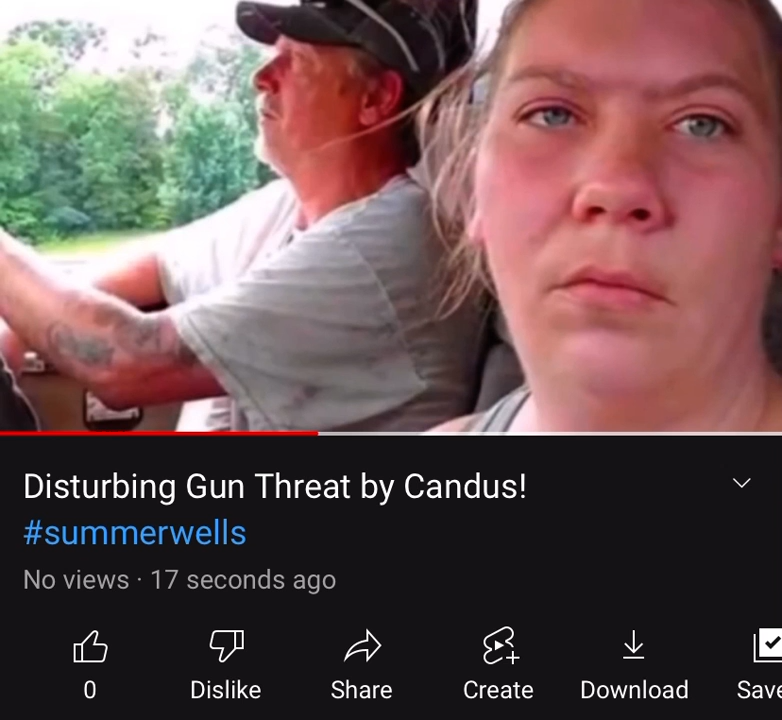 Disturbing Gun Threat by Candus!
#summerwells
No views · 17 seconds ago
0 Dislike Share Create Download Save